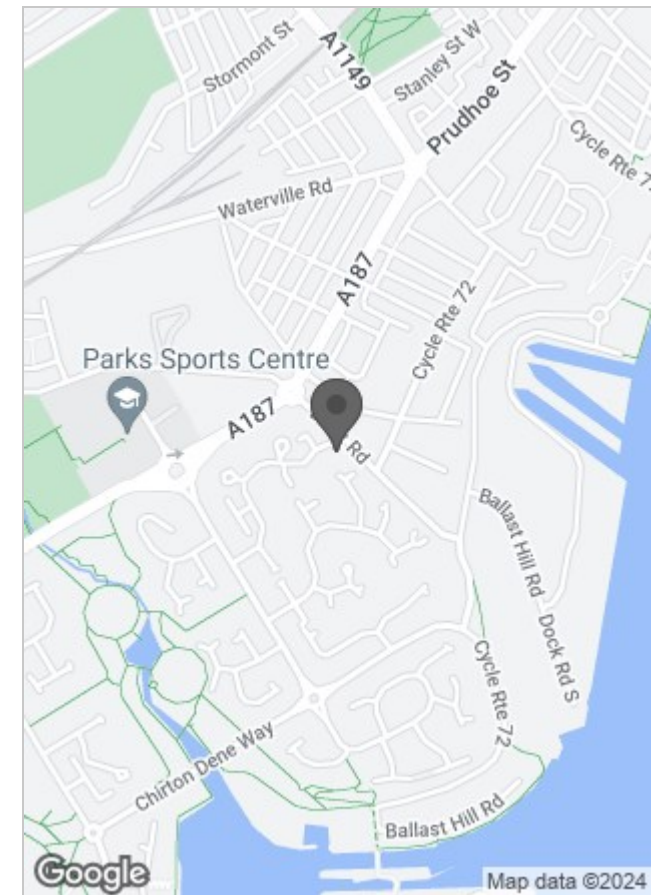 Stormont St
A1149
Stanley St W
Prudhoe St
Cycle Rte 7
Waterville Rd
A187
Cycle Rte 72
Parks Sports Centre
A187
Rd
Ballast Hill Rd
Dock Rd S
Cycle Rte 72
Chirton Dene Way
Ballast Hill Rd
Google
Map data ©2024